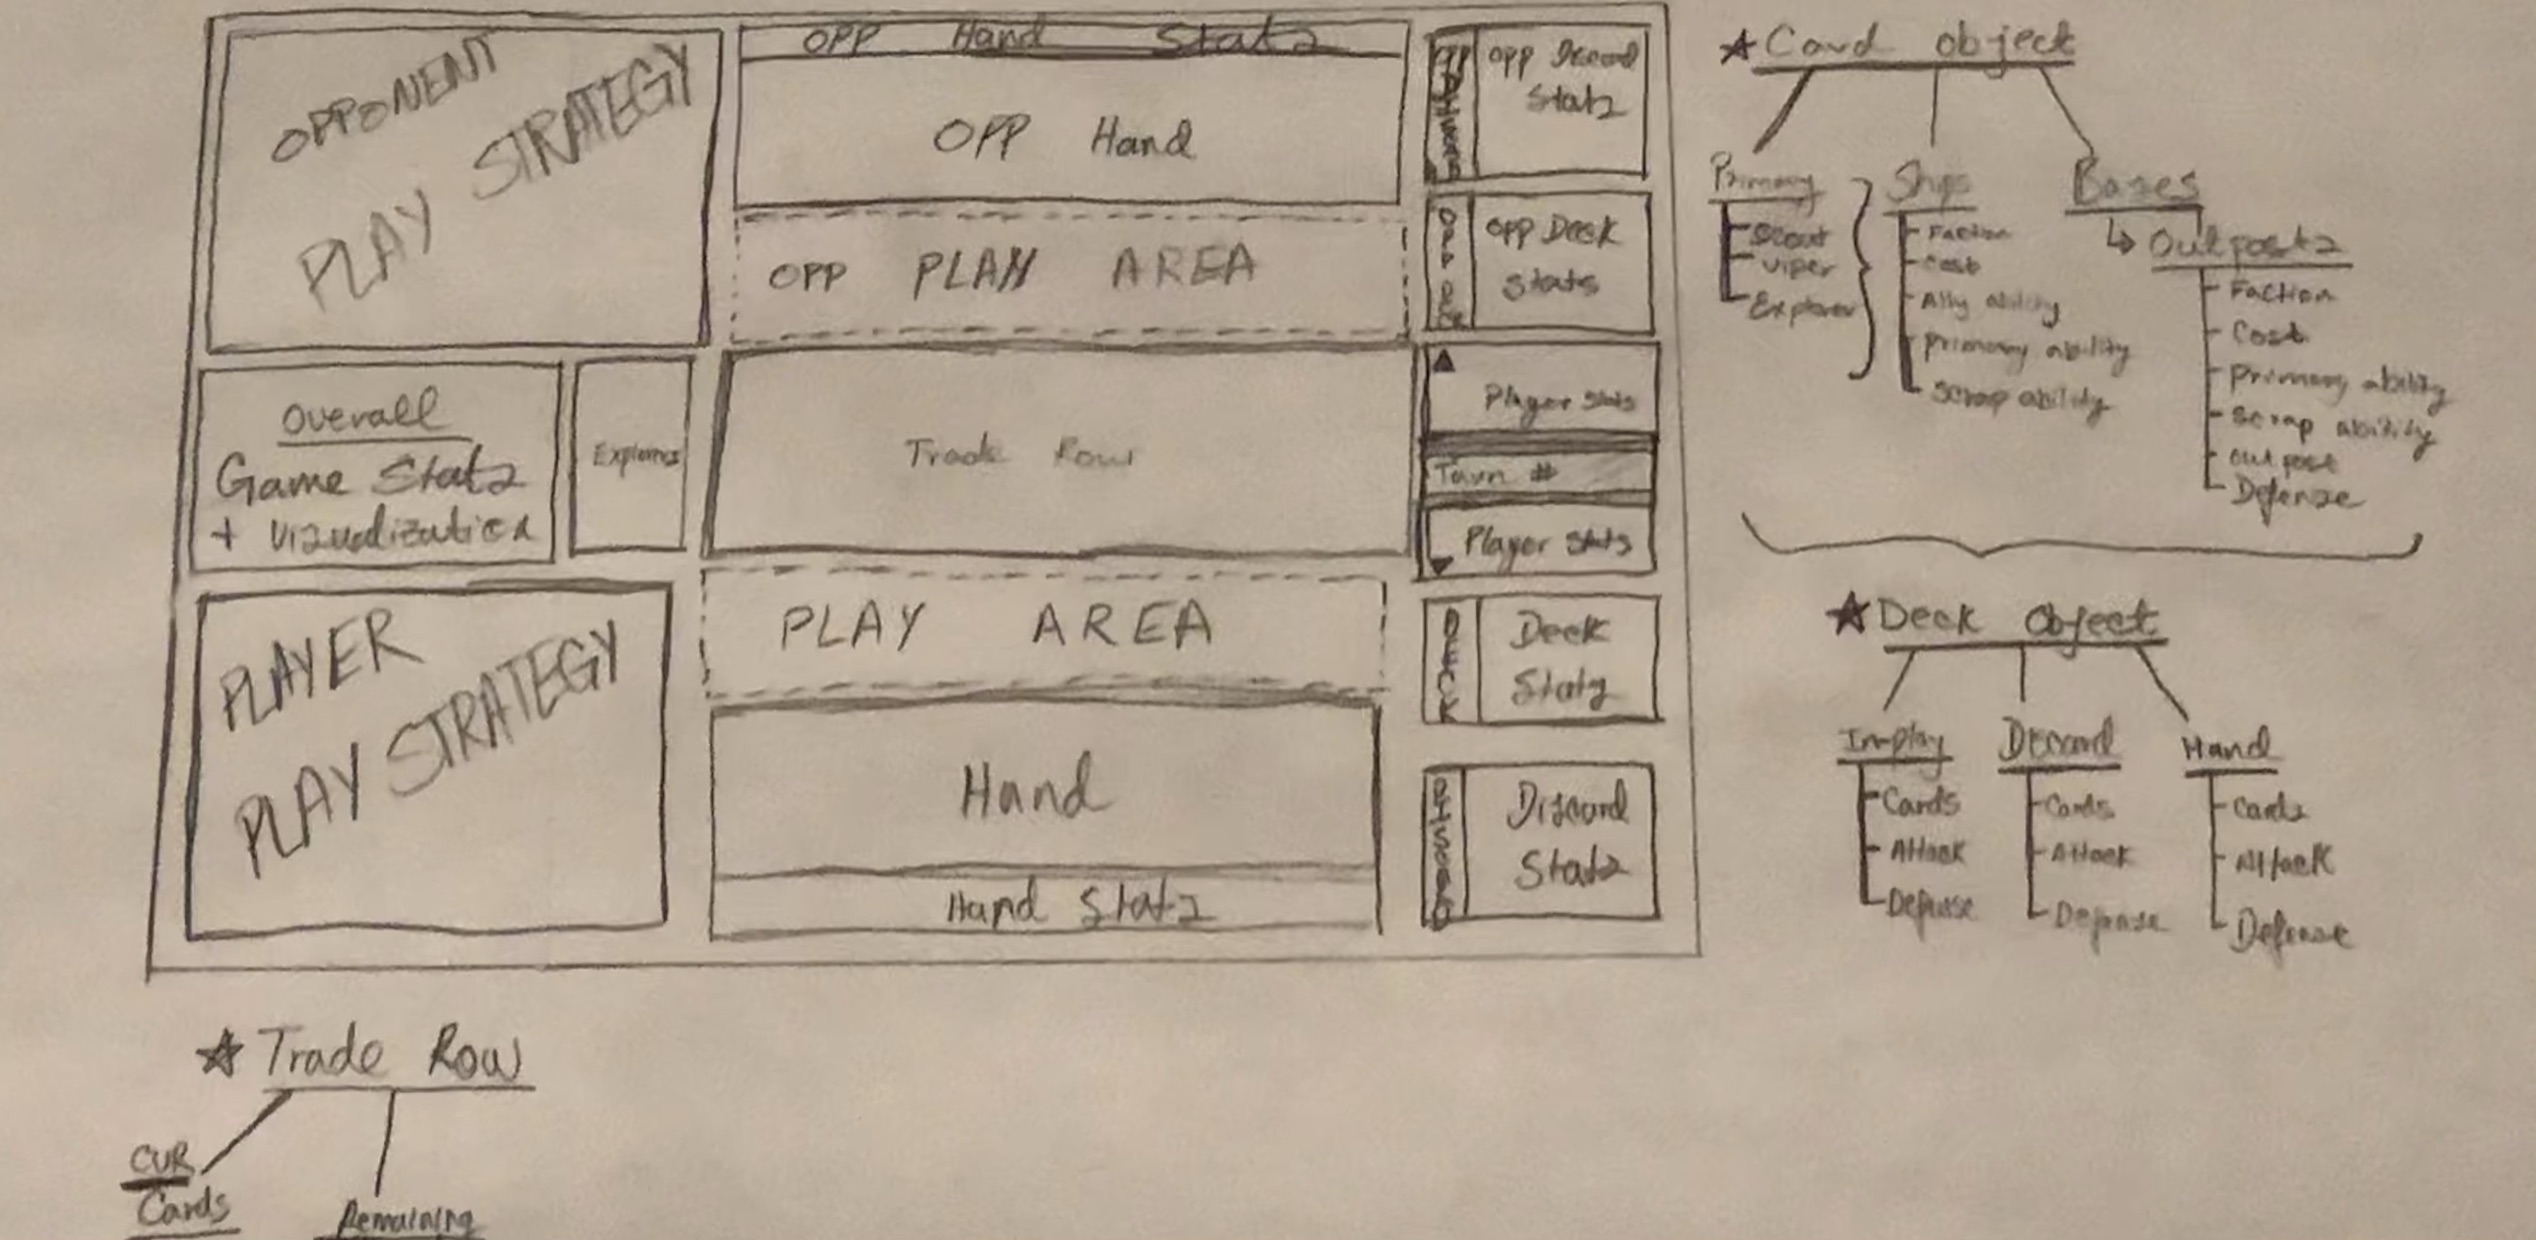 OPPONENT
PLAY STRATEGY
OPP Hand Stats
OPP Hand
OPP PLAY AREA
OPP Discard
Stats
OPP Deck
Stats
Overall
Game Stats
+ Vizualization
Explorers
Trade Row
Player Stats
Turn #
Player Stats
PLAYER
PLAY STRATEGY
PLAY AREA
Hand
Hand Stats
DECK
Deck
Stats
DISCARD
Discard
Stats
Card object
Primary
Scout
Viper
Explorer
Ships
Faction
Cost
Ally ability
Primary ability
Scrap ability
Bases
Outposts
Faction
Cost
Primary ability
Scrap ability
Outpost
Defense
Deck Object
In-play
Cards
Attack
Defense
Discard
Cards
Attack
Defense
Hand
Cards
Attack
Defense
Trade Row
CUR
Cards
Remaining